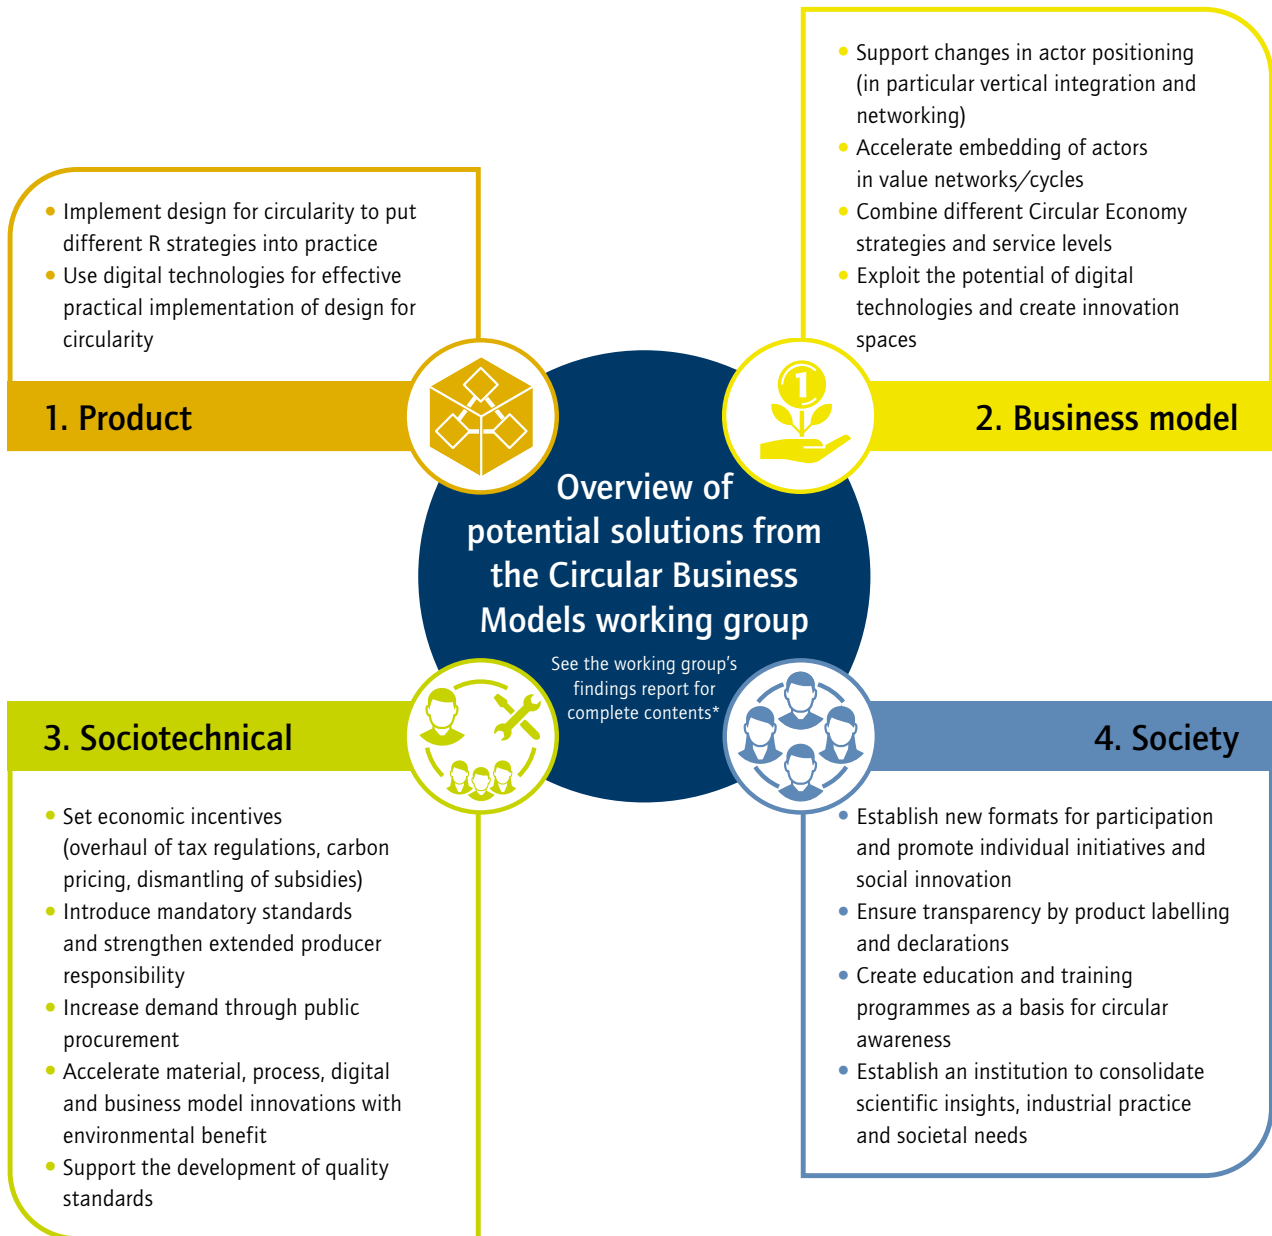 • Implement design for circularity to put
different R strategies into practice
• Use digital technologies for effective
practical implementation of design for
circularity
1. Product
• Support changes in actor positioning
(in particular vertical integration and
networking)
• Accelerate embedding of actors
in value networks/cycles
• Combine different Circular Economy
strategies and service levels
• Exploit the potential of digital
technologies and create innovation
spaces
1
2. Business model
Overview of
potential solutions from
the Circular Business
Models working group
See the working group's
findings report for
complete contents*
3. Sociotechnical
• Set economic incentives
(overhaul of tax regulations, carbon
pricing, dismantling of subsidies)
• Introduce mandatory standards
and strengthen extended producer
responsibility
• Increase demand through public
procurement
• Accelerate material, process, digital
and business model innovations with
environmental benefit
• Support the development of quality
standards
4. Society
• Establish new formats for participation
and promote individual initiatives and
social innovation
• Ensure transparency by product labelling
and declarations
• Create education and training
programmes as a basis for circular
awareness
• Establish an institution to consolidate
scientific insights, industrial practice
and societal needs